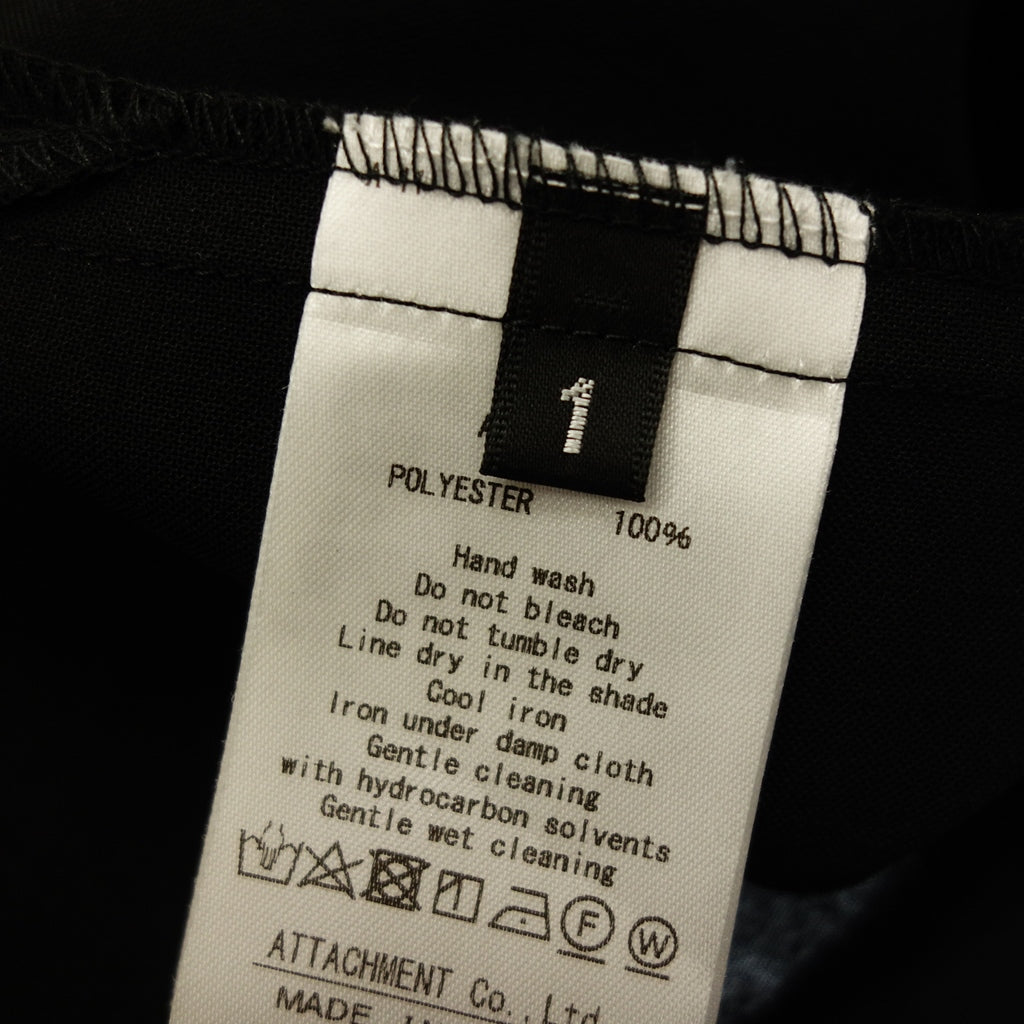 1
POLYESTER 100%
Hand wash
Do not bleach
Do not tumble dry
Line dry in the shade
Cool iron
Iron under damp cloth
Gentle cleaning
with hydrocarbon solvents
Gentle wet cleaning
F W
ATTACHMENT Co.,Ltd
MADE